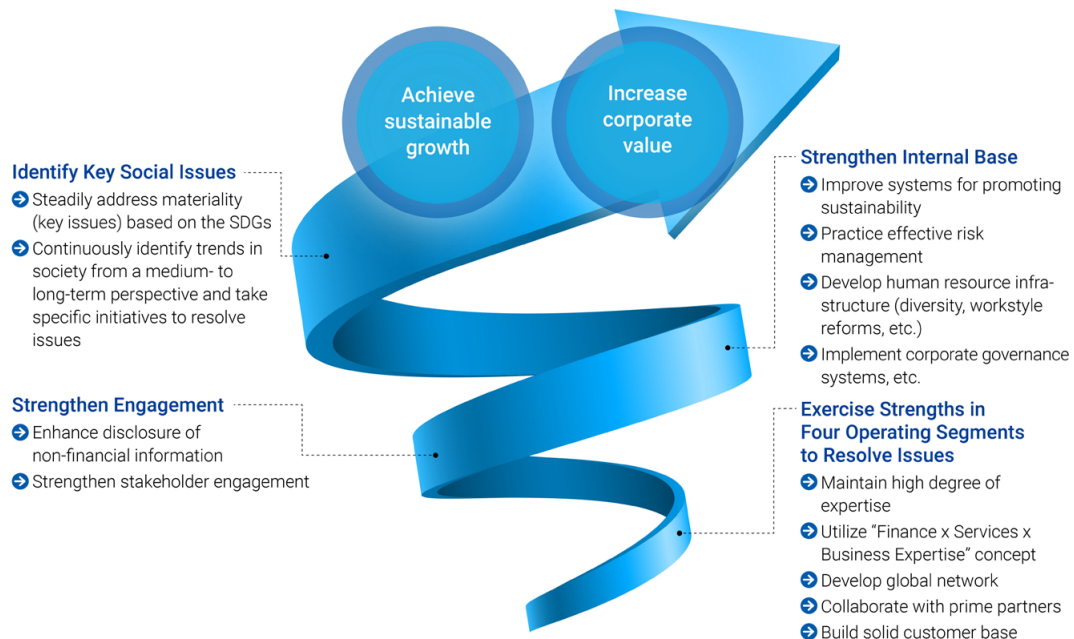 Achieve
sustainable
growth
Increase
corporate
value
Identify Key Social Issues
Steadily address materiality
(key issues) based on the SDGs
Continuously identify trends in
society from a medium- to
long-term perspective and take
specific initiatives to resolve
issues
Strengthen Engagement
Enhance disclosure of
non-financial information
Strengthen stakeholder engagement
Strengthen Internal Base
Improve systems for promoting
sustainability
Practice effective risk
management
Develop human resource infra-
structure (diversity, workstyle
reforms, etc.)
Implement corporate governance
systems, etc.
Exercise Strengths in
Four Operating Segments
to Resolve Issues
Maintain high degree of
expertise
Utilize “Finance x Services x
Business Expertise” concept
Develop global network
Collaborate with prime partners
Build solid customer base